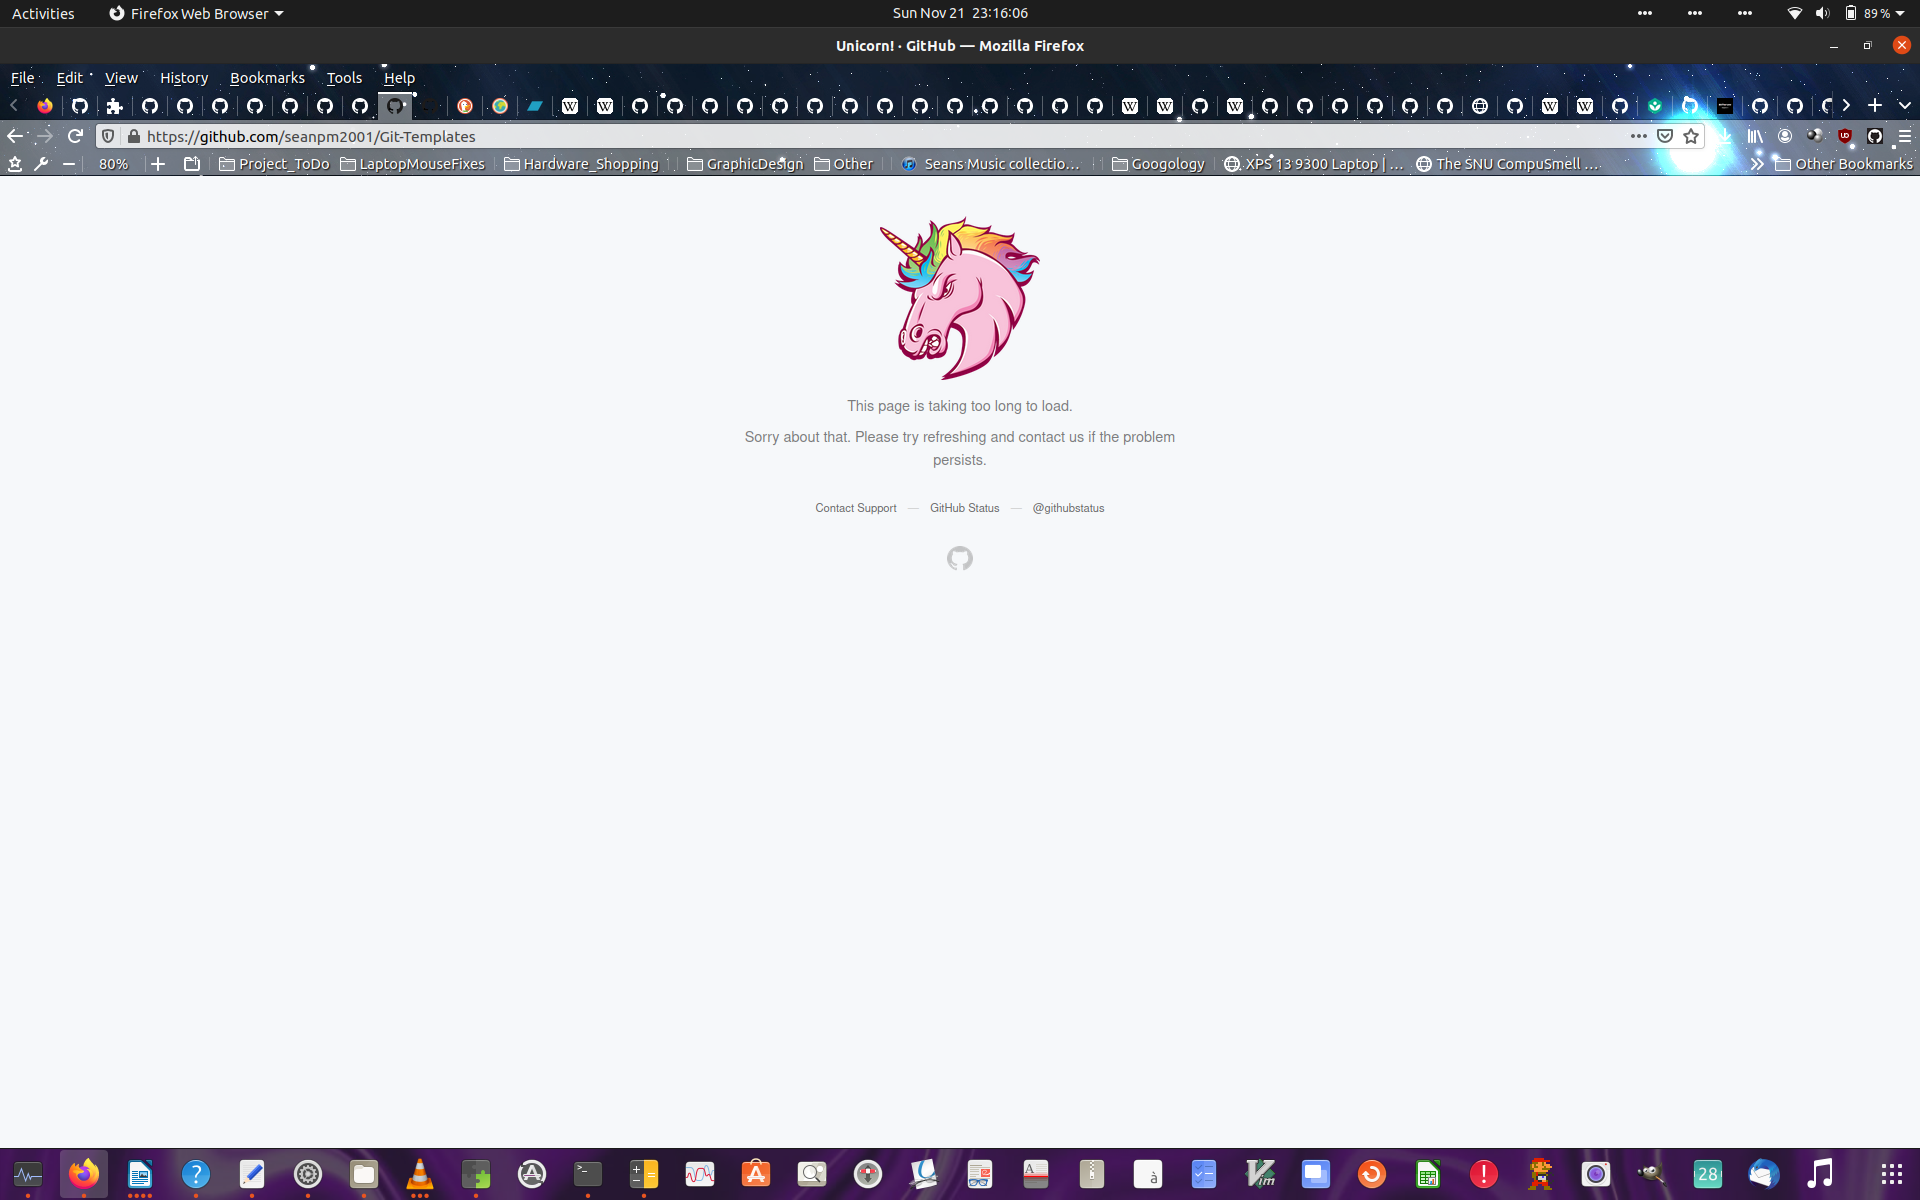 Activities
Firefox Web Browser
Sun Nov 21 23:16:06
89 %
Unicorn! · GitHub — Mozilla Firefox
File Edit View History Bookmarks Tools Help
https://github.com/seanpm2001/Git-Templates
80%
Project_ToDo
LaptopMouseFixes
Hardware_Shopping
GraphicDesign
Other
Seans Music collectio...
Googology
XPS 13 9300 Laptop | ...
The SNU CompuSmell ...
Other Bookmarks
This page is taking too long to load.
Sorry about that. Please try refreshing and contact us if the problem
persists.
Contact Support — GitHub Status — @githubstatus
28